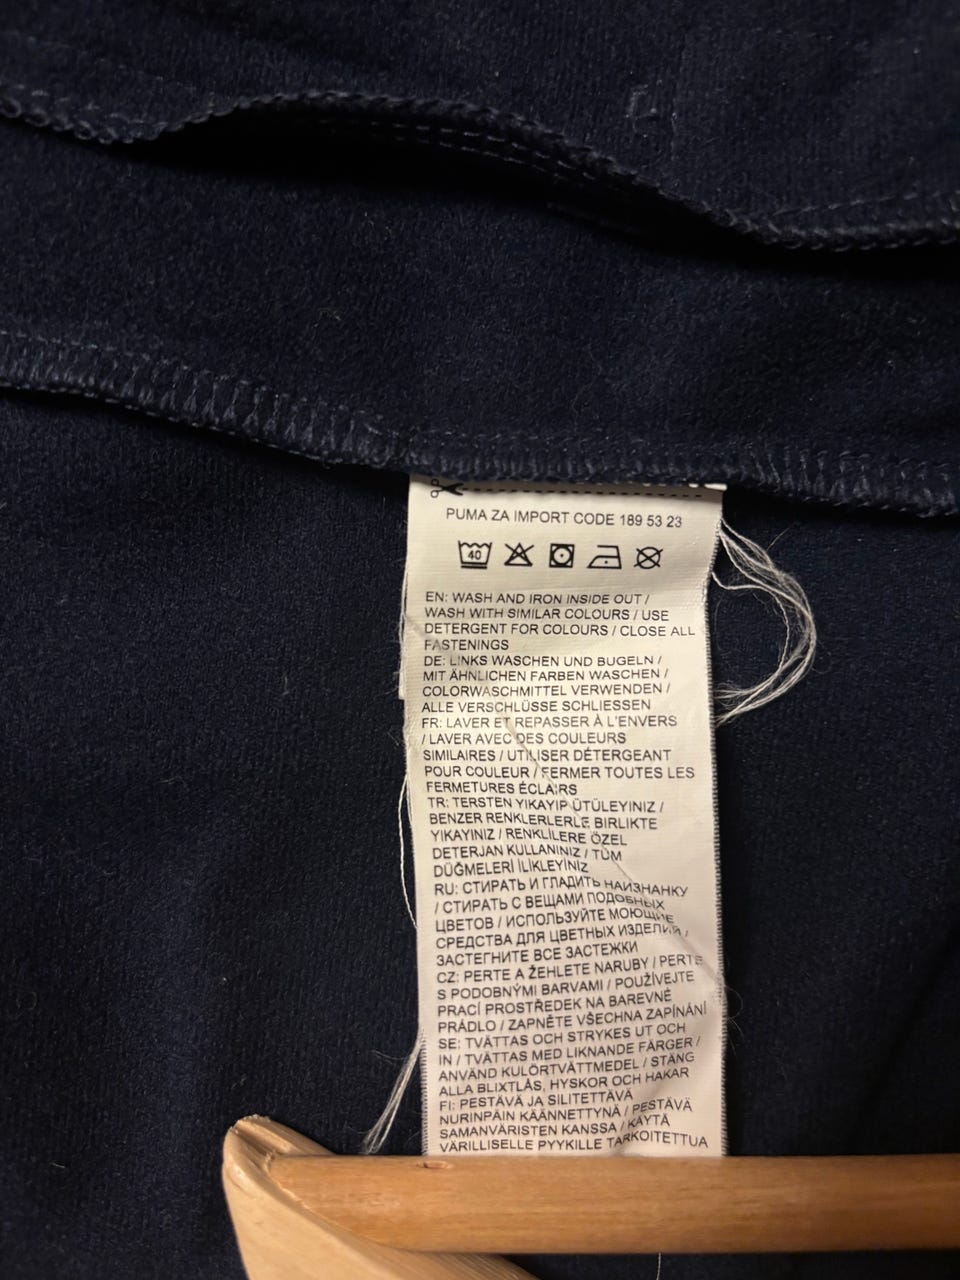 PUMA ZA IMPORT CODE 189 53 23
40
EN: WASH AND IRON INSIDE OUT /
WASH WITH SIMILAR COLOURS / USE
DETERGENT FOR COLOURS / CLOSE ALL
FASTENINGS
DE: LINKS WASCHEN UND BUGELN /
MIT ÄHNLICHEN FARBEN WASCHEN /
COLORWASCHMITTEL VERWENDEN /
ALLE VERSCHLÜSSE SCHLIESSEN
FR: LAVER ET REPASSER À L'ENVERS
/ LAVER AVEC DES COULEURS
SIMILAIRES / UTILISER DÉTERGEANT
POUR COULEUR / FERMER TOUTES LES
FERMETURES ÉCLAIRS
TR: TERSTEN YIKAYIP ÜTÜLEYINIZ /
BENZER RENKLERLERLE BIRLIKTE
YIKAYINIZ / RENKLİLERE ÖZEL
DETERJAN KULLANINIZ / TÜM
DÜĞMELERİ İLİKLEYİNİZ
RU: СТИРАТЬ И ГЛАДИТЬ НАИЗНАНКУ
/ СТИРАТЬ С ВЕЩАМИ ПОДОБНЫХ
ЦВЕТОВ / ИСПОЛЬЗУЙТЕ МОЮЩИЕ
СРЕДСТВА ДЛЯ ЦВЕТНЫХ ИЗДЕЛИЙ /
ЗАСТЕГНИТЕ ВСЕ ЗАСТЕЖКИ
CZ: PERTE A ŽEHLETE NARUBY / PERTE
S PODOBNÝMI BARVAMI / POUŽÍVEJTE
PRACÍ PROSTŘEDEK NA BAREVNÉ
PRÁDLO / ZAPNĚTE VŠECHNA ZAPÍNÁNÍ
SE: TVÄTTAS OCH STRYKES UT OCH
IN / TVÄTTAS MED LIKNANDE FÄRGER /
ANVÄND KULÖRTVÄTTMEDEL / STÄNG
ALLA BLIXTLÅS, HYSKOR OCH HAKAR
FI: PESTÄVÄ JA SILITETTÄVÄ
NURINPÄIN KÄÄNNETTYNÄ / PESTÄVÄ
SAMANVÄRISTEN KANSSA / KÄYTÄ
VÄRILLISELLE PYYKILLE TARKOITETTUA